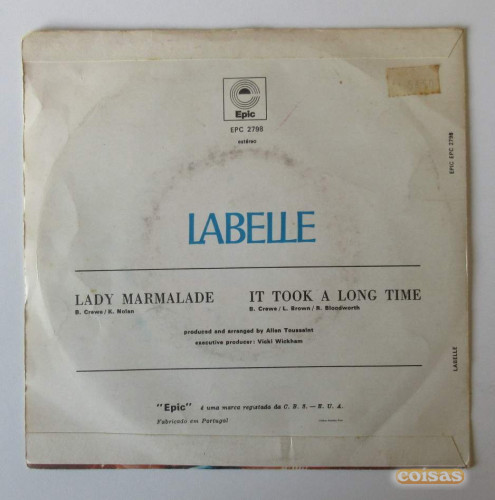 Epic
EPC 2798
estéreo
EPIC EPC 2798
LABELLE
LADY MARMALADE
B. Crewe / K. Nolan
IT TOOK A LONG TIME
B. Crewe / L. Brown / R. Bloodworth
produced and arranged by Allen Toussaint
executive producer: Vicki Wickham
LABELLE
"Epic" é uma marca registada da C. B. S. — E. U. A.
Fabricado em Portugal
coisas